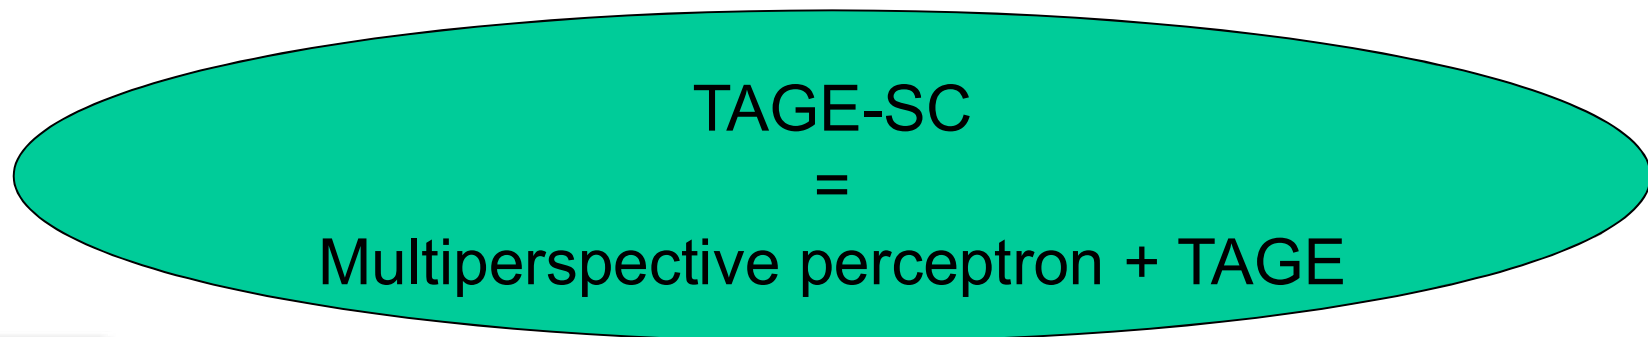 TAGE-SC
=
Multiperspective perceptron + TAGE